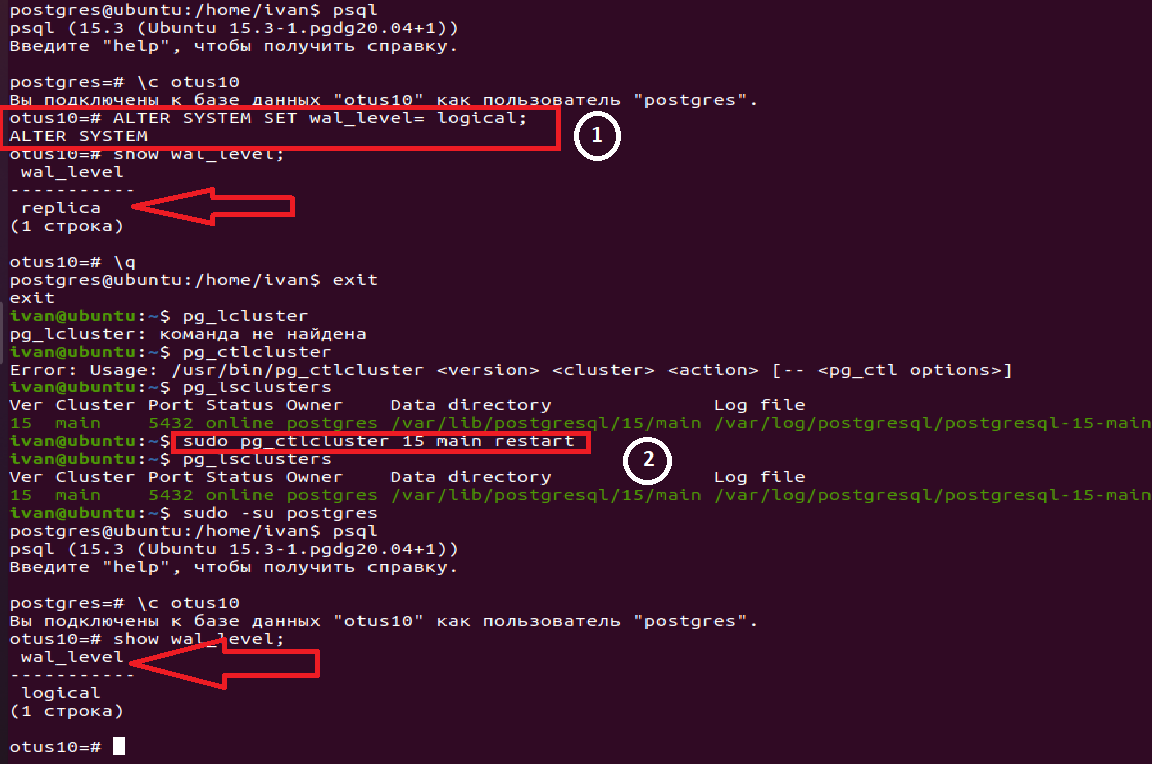 postgres@ubuntu:/home/ivan$ psql
psql (15.3 (Ubuntu 15.3-1.pgdg20.04+1))
Введите "help", чтобы получить справку.
postgres=# \c otus10
Вы подключены к базе данных "otus10" как пользователь "postgres".
otus10=# ALTER SYSTEM SET wal_level= logical;
ALTER SYSTEM
1
otus10=# show wal_level;
wal_level
-----------
replica
(1 строка)
otus10=# \q
postgres@ubuntu:/home/ivan$ exit
exit
ivan@ubuntu:~$ pg_lcluster
pg_lcluster: команда не найдена
ivan@ubuntu:~$ pg_ctlcluster
Error: Usage: /usr/bin/pg_ctlcluster <version> <cluster> <action> [-- <pg_ctl options>]
ivan@ubuntu:~$ pg_lsclusters
Ver Cluster Port Status Owner    Data directory              Log file
15  main    5432 online postgres /var/lib/postgresql/15/main /var/log/postgresql/postgresql-15-main
ivan@ubuntu:~$ sudo pg_ctlcluster 15 main restart
2
ivan@ubuntu:~$ pg_lsclusters
Ver Cluster Port Status Owner    Data directory              Log file
15  main    5432 online postgres /var/lib/postgresql/15/main /var/log/postgresql/postgresql-15-main
ivan@ubuntu:~$ sudo -su postgres
postgres@ubuntu:/home/ivan$ psql
psql (15.3 (Ubuntu 15.3-1.pgdg20.04+1))
Введите "help", чтобы получить справку.
postgres=# \c otus10
Вы подключены к базе данных "otus10" как пользователь "postgres".
otus10=# show wal_level;
wal_level
-----------
logical
(1 строка)
otus10=#